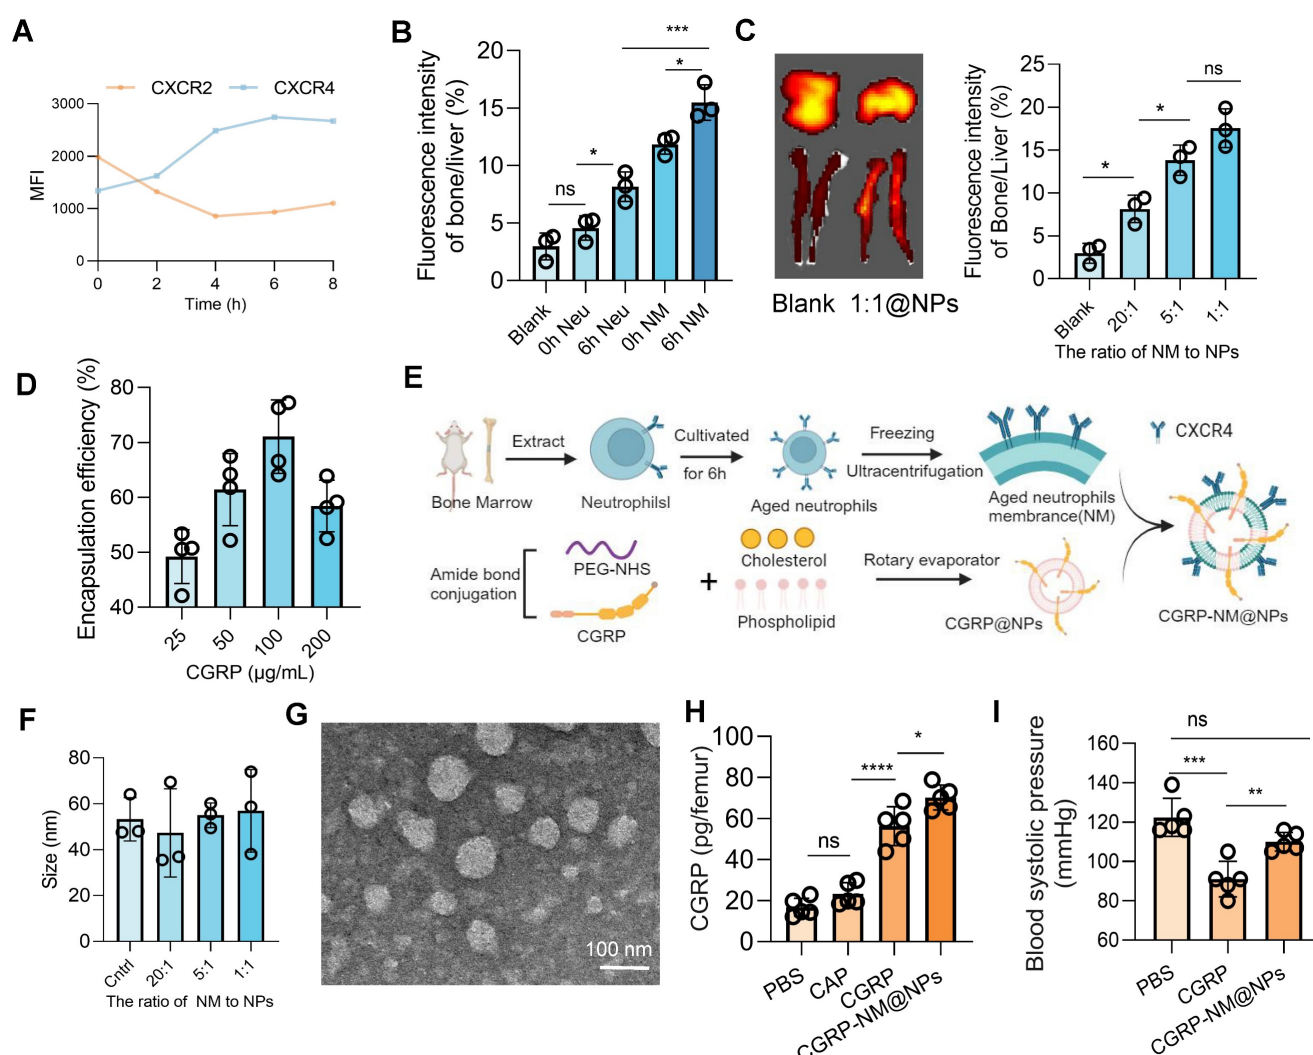 A
CXCR2
CXCR4
3000
2000
1000
0
MFI
0
2
4
6
8
Time (h)
B
Fluorescence intensity
of bone/liver (%)
20
15
10
5
0
ns
*
*
***
Blank
0h Neu
6h Neu
0h NM
6h NM
C
Blank 1:1@NPs
Fluorescence intensity
of Bone/Liver (%)
25
20
15
10
5
0
*
*
ns
Blank
20:1
5:1
1:1
The ratio of NM to NPs
D
Encapsulation efficiency (%)
80
70
60
50
40
25
50
100
200
CGRP (µg/mL)
E
Bone Marrow
Extract
Neutrophilsl
Cultivated
for 6h
Aged neutrophils
Freezing
Ultracentrifugation
Aged neutrophils
membrance(NM)
CXCR4
Amide bond
conjugation
PEG-NHS
CGRP
+
Cholesterol
Phospholipid
Rotary evaporator
CGRP@NPs
CGRP-NM@NPs
F
Size (nm)
80
60
40
20
0
Cntrl
20:1
5:1
1:1
The ratio of NM to NPs
G
100 nm
H
CGRP (pg/femur)
100
80
60
40
20
0
ns
****
*
PBS
CAP
CGRP
CGRP-NM@NPs
I
Blood systolic pressure
(mmHg)
160
140
120
100
80
60
ns
***
**
PBS
CGRP
CGRP-NM@NPs